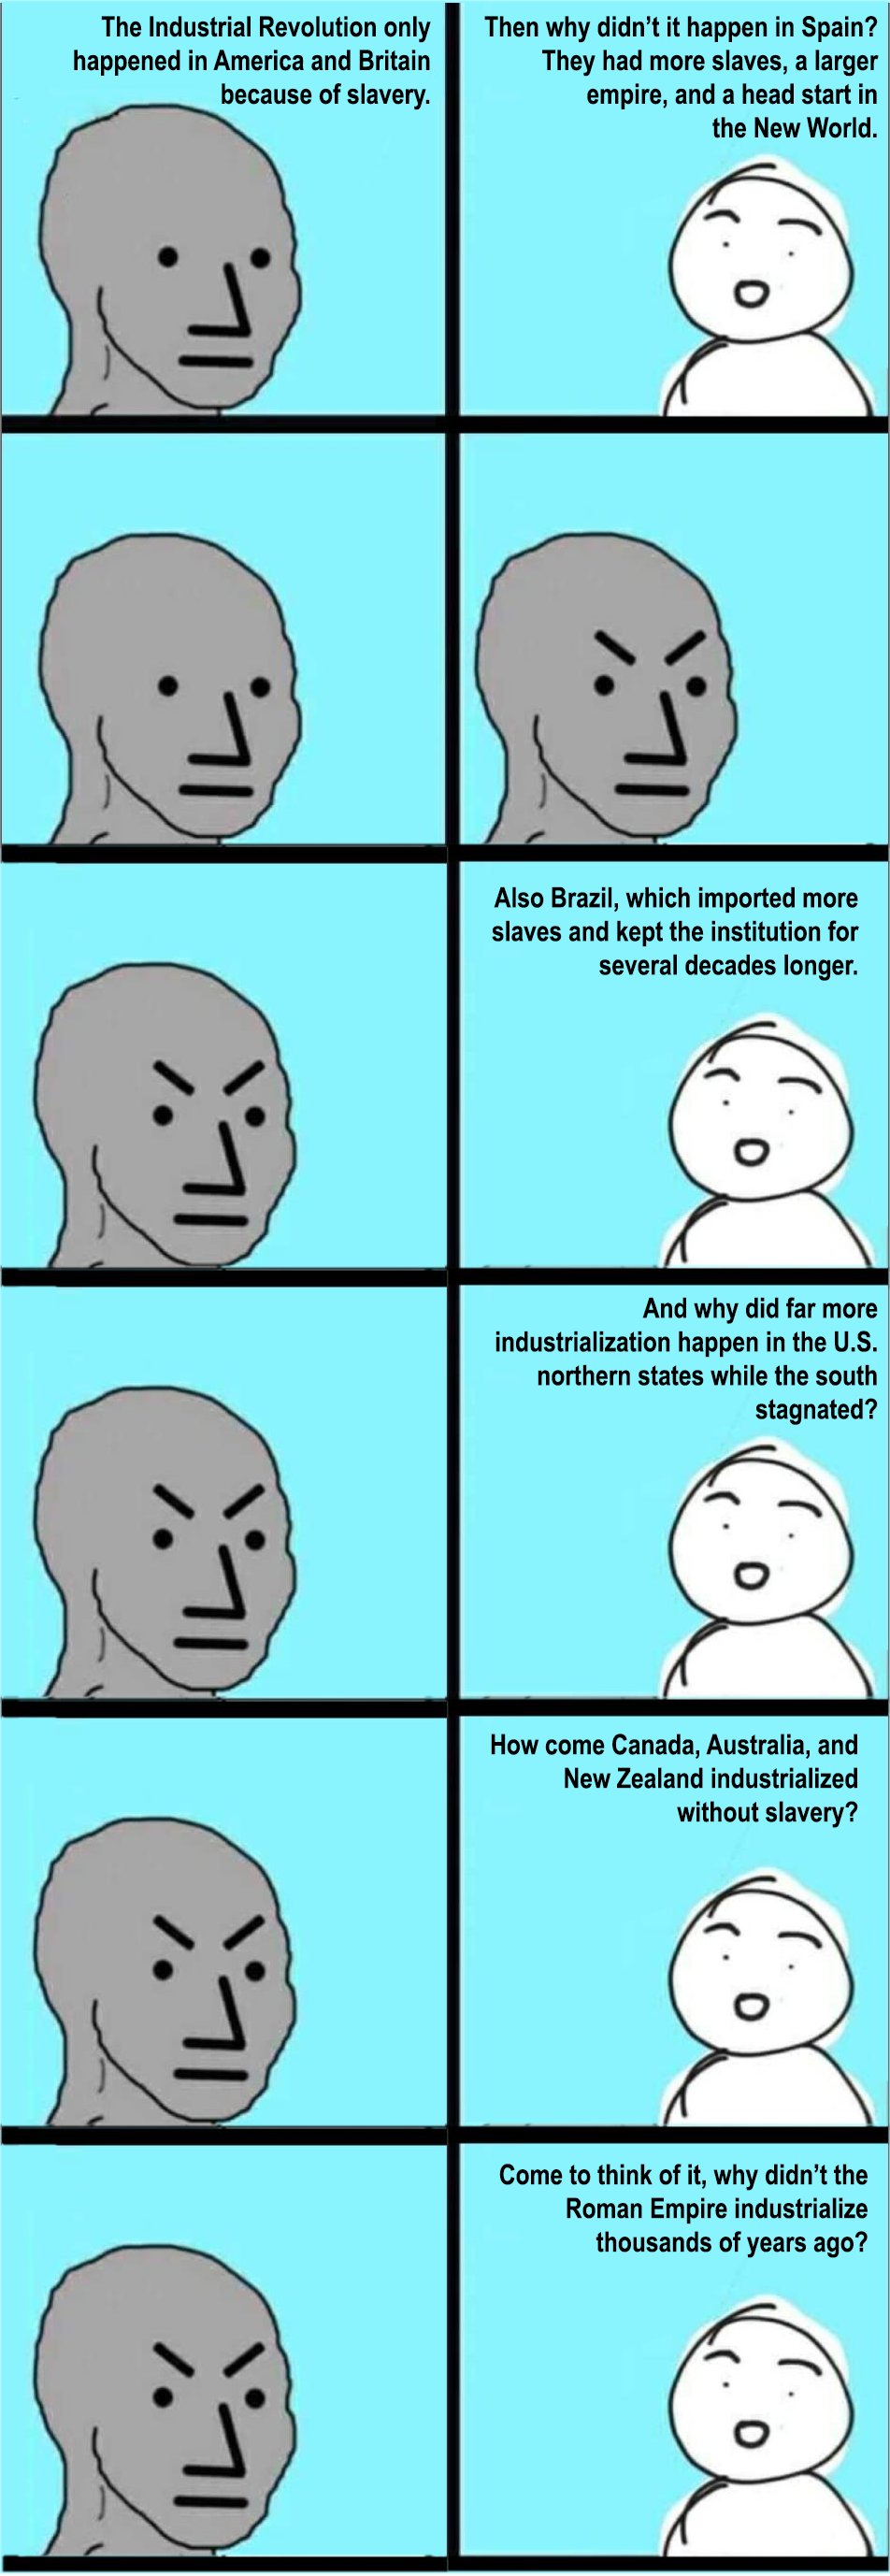 The Industrial Revolution only
happened in America and Britain
because of slavery.
Then why didn't it happen in Spain?
They had more slaves, a larger
empire, and a head start in
the New World.
Also Brazil, which imported more
slaves and kept the institution for
several decades longer.
And why did far more
industrialization happen in the U.S.
northern states while the south
stagnated?
How come Canada, Australia, and
New Zealand industrialized
without slavery?
Come to think of it, why didn't the
Roman Empire industrialize
thousands of years ago?